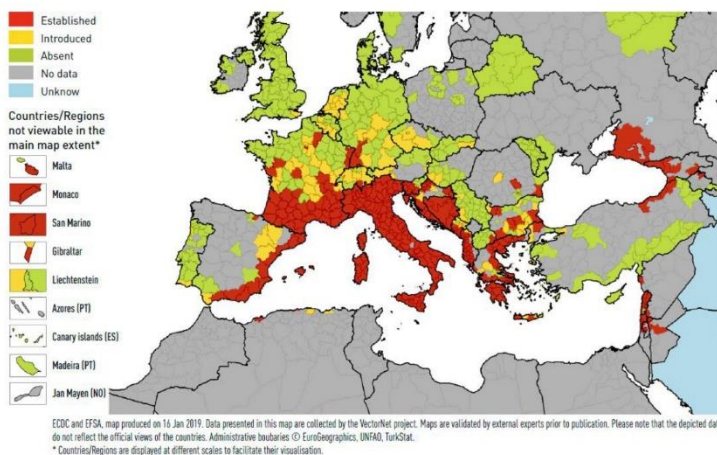 Established
Introduced
Absent
No data
Unknow
Countries/Regions
not viewable in the
main map extent*
Malta
Monaco
San Marino
Gibraltar
Liechtenstein
Azores (PT)
Canary islands (ES)
Madeira (PT)
Jan Mayen (NO)
ECDC and EFSA, map produced on 16 Jan 2019. Data presented in this map are collected by the VectorNet project. Maps are validated by external experts prior to publication. Please note that the depicted dat
do not reflect the official views of the countries. Administrative boubaries © EuroGeographics, UNFAO, TurkStat.
* Countries/Regions are displayed at different scales to facilitate their visualisation.